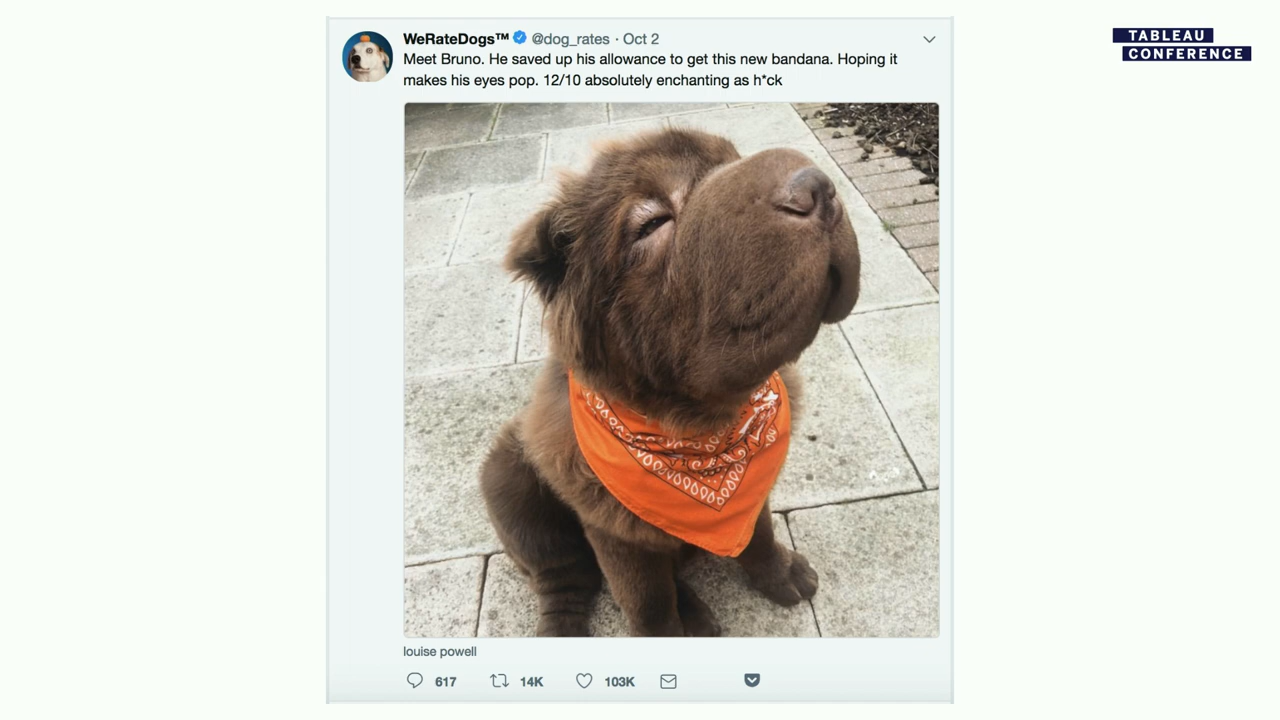 WeRateDogs™ @dog_rates · Oct 2
Meet Bruno. He saved up his allowance to get this new bandana. Hoping it
makes his eyes pop. 12/10 absolutely enchanting as h*ck
louise powell
617 14K 103K
TABLEAU
CONFERENCE